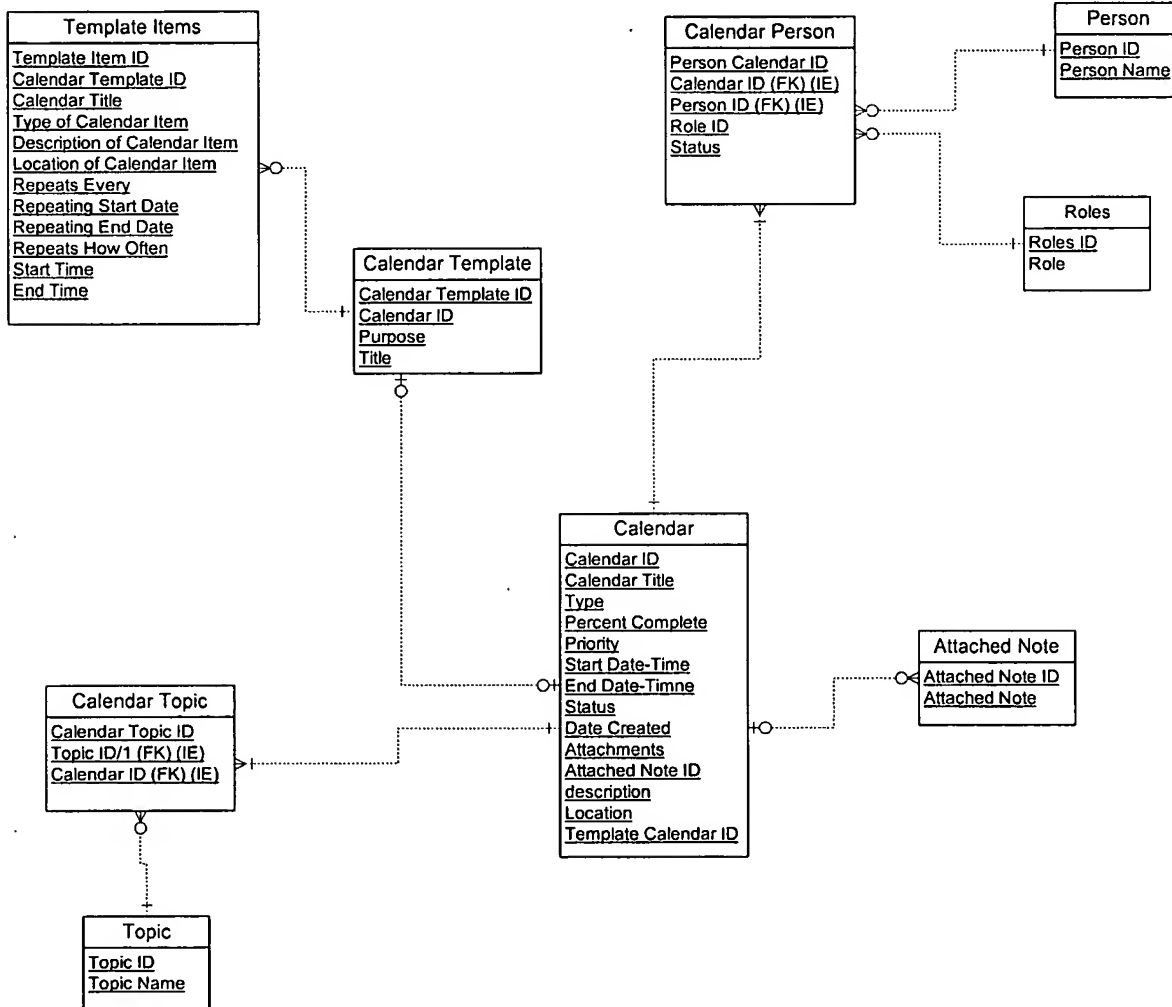 Template Items
Template Item ID
Calendar Template ID
Calendar Title
Type of Calendar Item
Description of Calendar Item
Location of Calendar Item
Repeats Every
Repeating Start Date
Repeating End Date
Repeats How Often
Start Time
End Time
Calendar Person
Person Calendar ID
Calendar ID (FK) (IE)
Person ID (FK) (IE)
Role ID
Status
Person
Person ID
Person Name
Roles
Roles ID
Role
Calendar Template
Calendar Template ID
Calendar ID
Purpose
Title
Calendar
Calendar ID
Calendar Title
Type
Percent Complete
Priority
Start Date-Time
End Date-Timne
Status
Date Created
Attachments
Attached Note ID
description
Location
Template Calendar ID
Attached Note
Attached Note ID
Attached Note
Calendar Topic
Calendar Topic ID
Topic ID/1 (FK) (IE)
Calendar ID (FK) (IE)
Topic
Topic ID
Topic Name